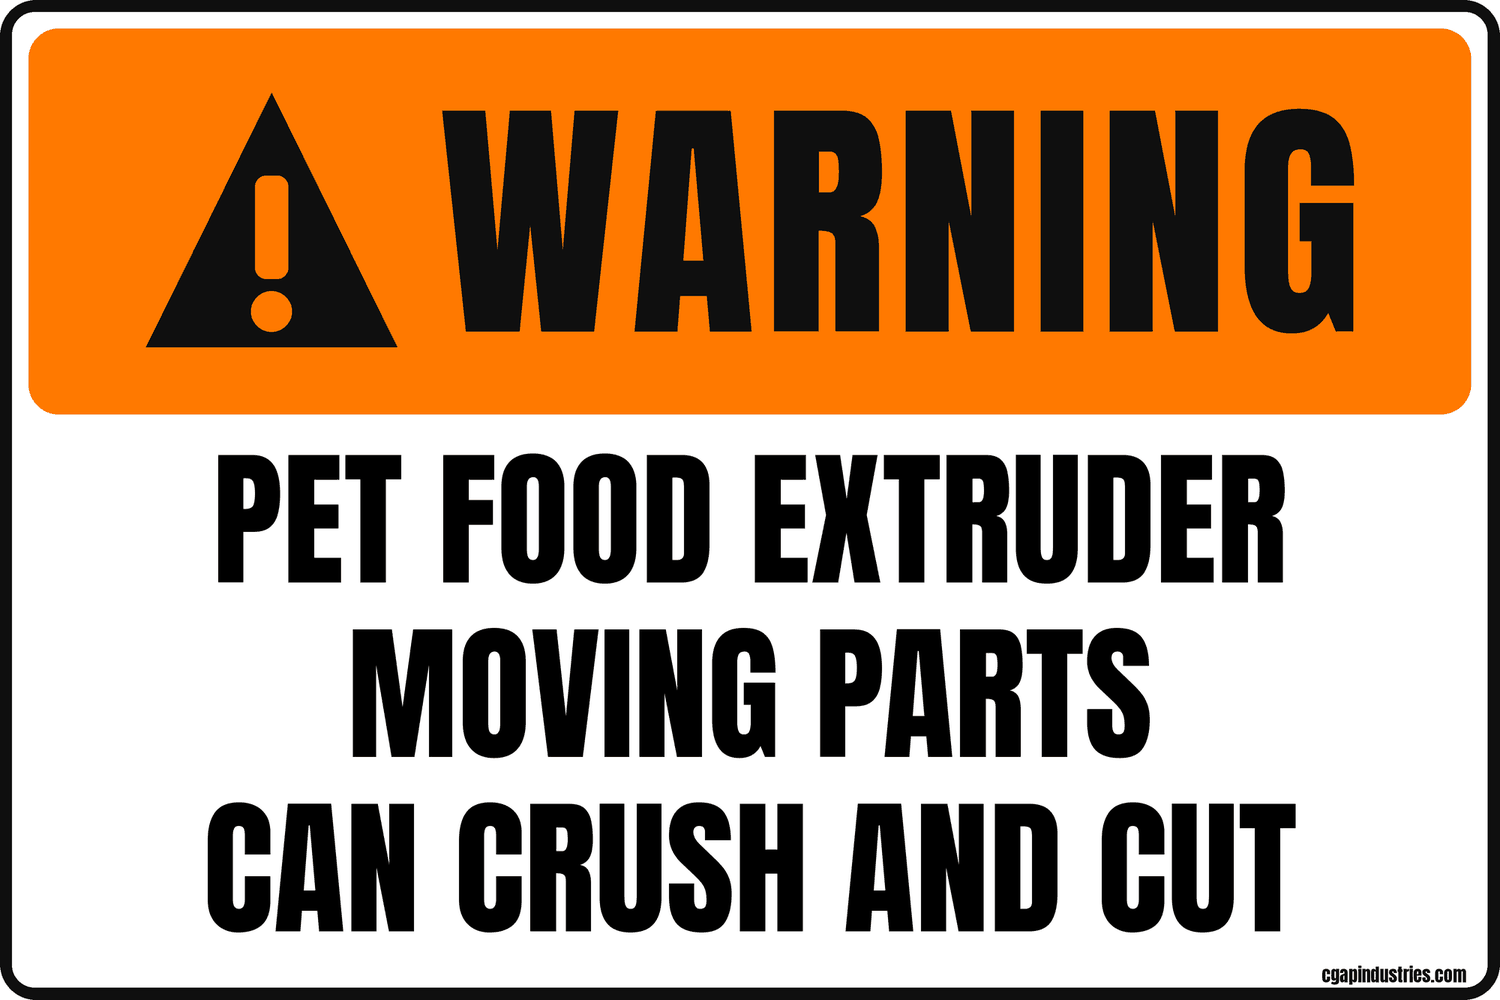 WARNING
PET FOOD EXTRUDER
MOVING PARTS
CAN CRUSH AND CUT
cgapindustries.com